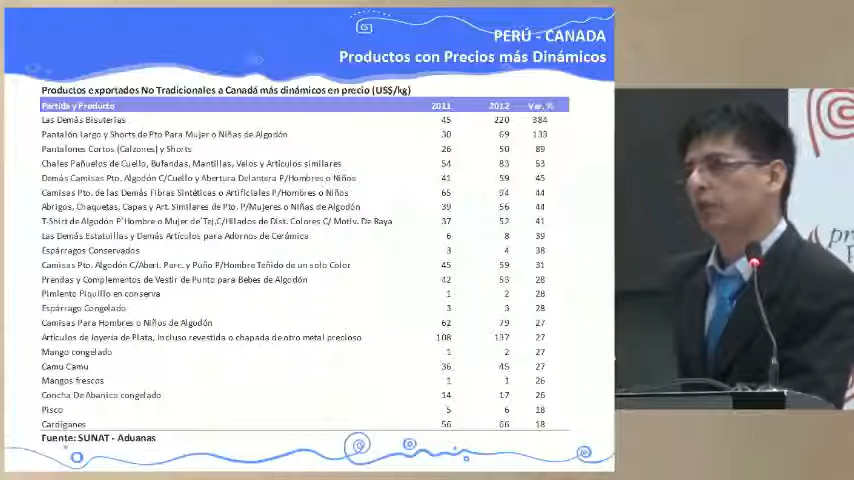 PERÚ - CANADA
Productos con Precios más Dinámicos
Productos exportados No Tradicionales a Canadá más dinámicos en precio (US$/kg)
Partida y Producto 2011 2012 Var. %
Las Demás Bisuterias 45 220 384
Pantalón Largo y Shorts de Pto Para Mujer o Niñas de Algodón 30 69 133
Pantalones Cortos (Calzones) y Shorts 26 50 89
Chales Pañuelos de Cuello, Bufandas, Mantillas, Velos y Artículos similares 54 83 53
Demás Camisas Pto. Algodón C/Cuello y Abertura Delantera P/Hombres o Niños 41 59 45
Camisas Pto. de las Demás Fibras Sintéticas o Artificiales P/Hombres o Niños 65 94 44
Abrigos, Chaquetas, Capas y Art. Similares de Pto. P/Mujeres o Niñas de Algodón 39 56 44
T-Shirt de Algodón P`Hombre o Mujer de`Tej.C/Hilados de Dist. Colores C/ Motiv. De Raya 37 52 41
Las Demás Estatuillas y Demás Artículos para Adornos de Cerámica 6 8 39
Espárragos Conservados 3 4 38
Camisas Pto. Algodón C/Abert. Parc. y Puño P/Hombre Teñido de un solo Color 45 59 31
Prendas y Complementos de Vestir de Punto para Bebes de Algodón 42 53 28
Pimiento Piquillo en conserva 1 2 28
Espárrago Congelado 3 3 28
Camisas Para Hombres o Niños de Algodón 62 79 27
Artículos de Joyería de Plata, Incluso revestida o chapada de otro metal precioso 108 137 27
Mango congelado 1 2 27
Camu Camu 36 45 27
Mangos frescos 1 1 26
Concha De Abanico congelado 14 17 26
Pisco 5 6 18
Cardiganes 56 66 18
Fuente: SUNAT - Aduanas